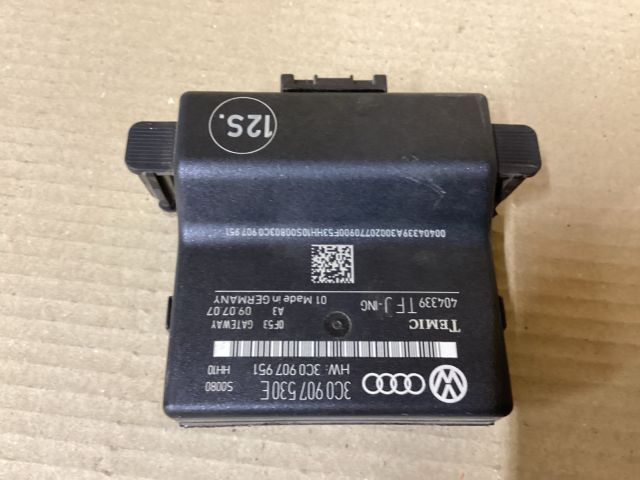 3C0 907 530 E
HW: 3C0 907 951
S0080
HH10
TEMIC
0F53 GATEWAY
A3 09.07.07
404339 TF J-ING
01 Made in GERMANY
00404339A30020770900F53HH10S00803C0 907 951
12S.